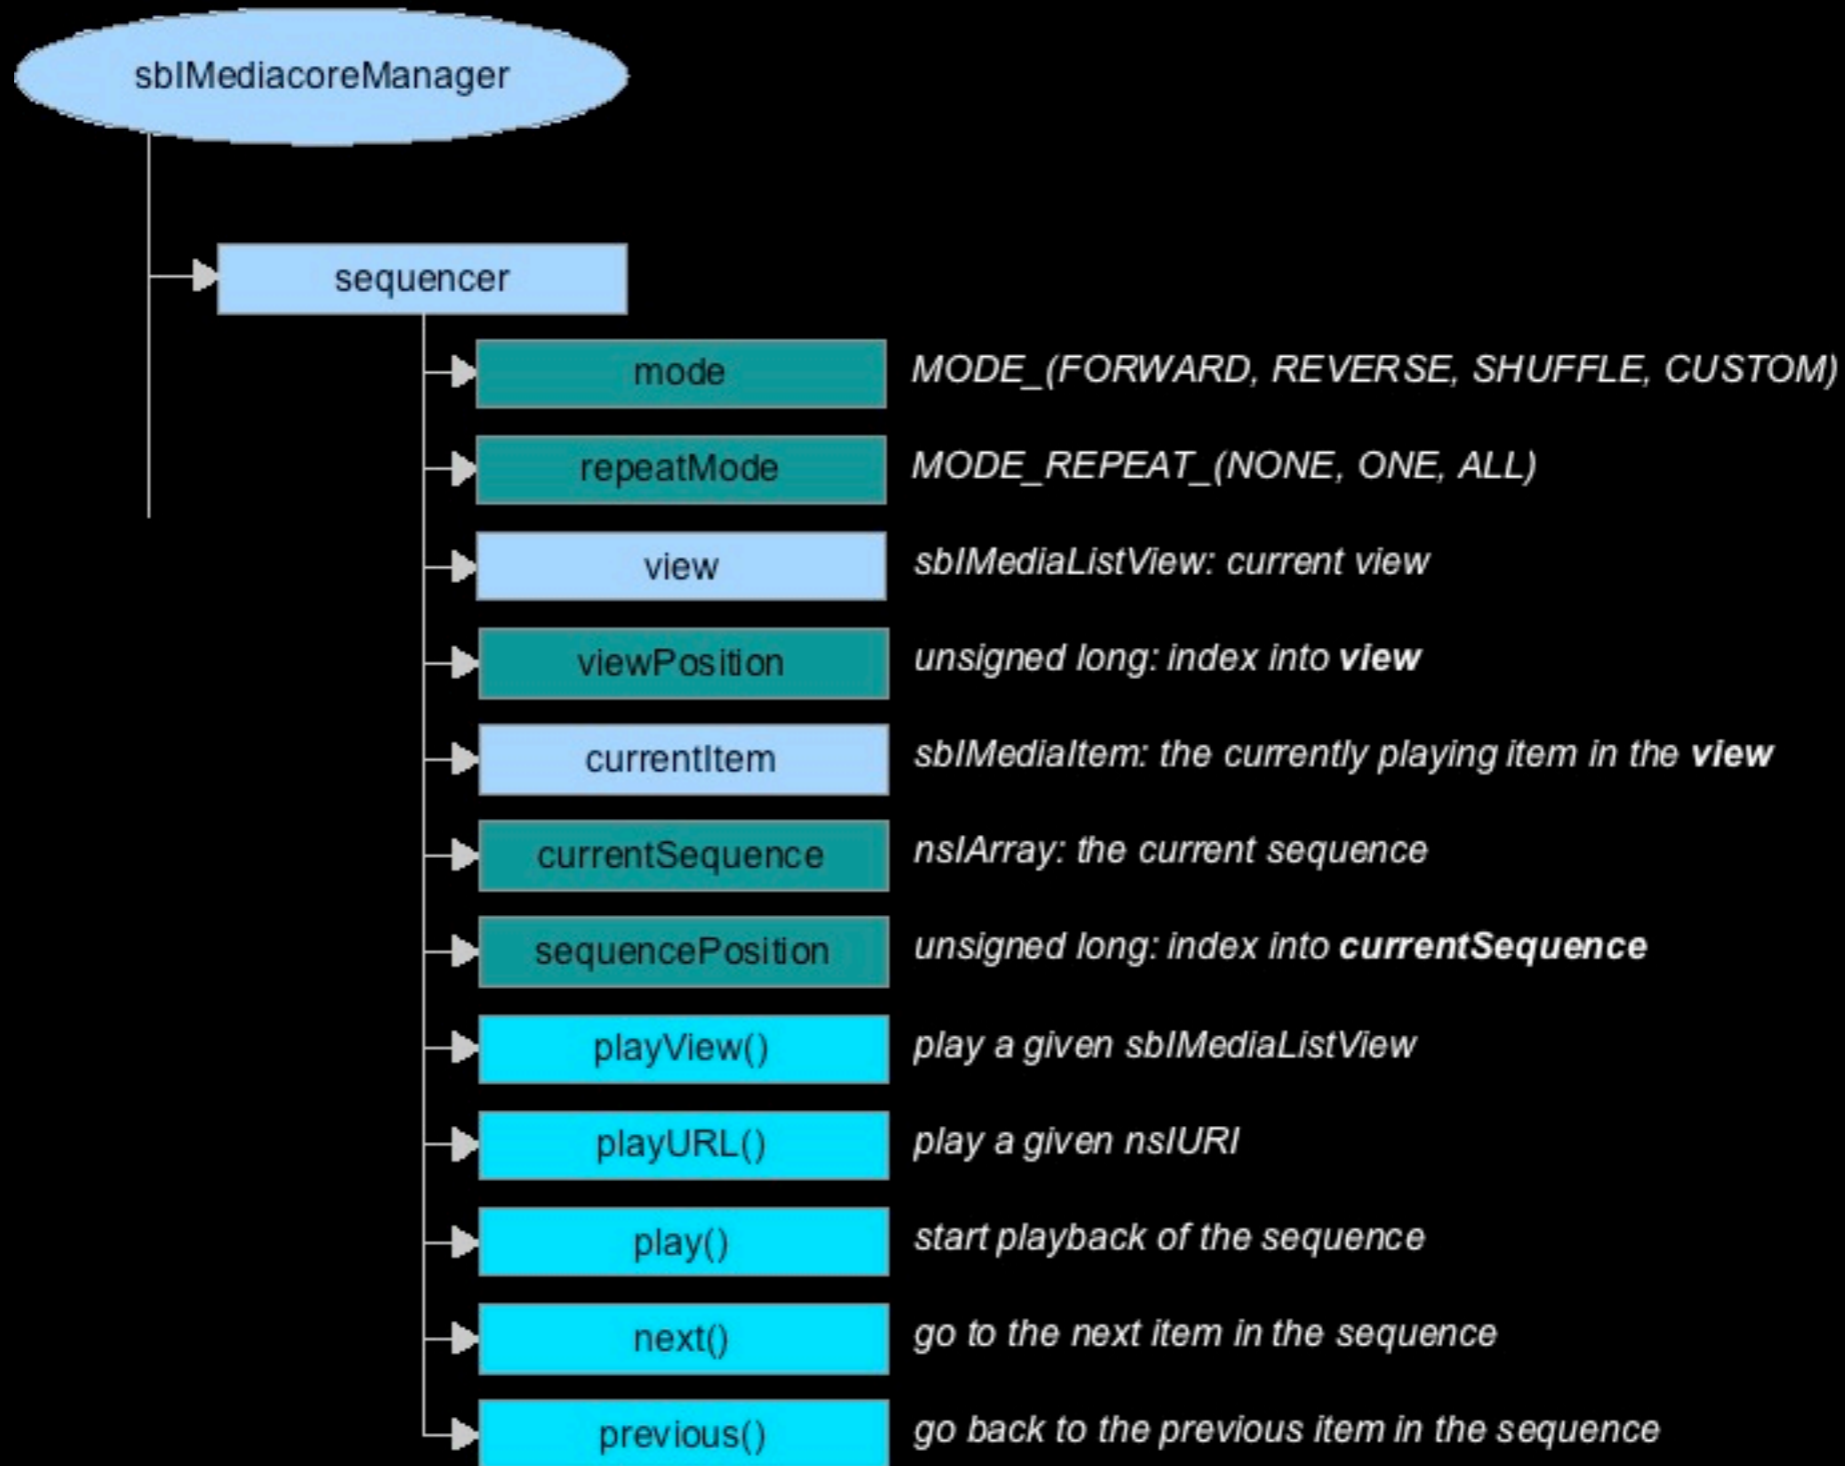 sbIMediacoreManager
sequencer
mode MODE_(FORWARD, REVERSE, SHUFFLE, CUSTOM)
repeatMode MODE_REPEAT_(NONE, ONE, ALL)
view sbIMediaListView: current view
viewPosition unsigned long: index into view
currentItem sbIMediaItem: the currently playing item in the view
currentSequence nsIArray: the current sequence
sequencePosition unsigned long: index into currentSequence
playView() play a given sbIMediaListView
playURL() play a given nsIURI
play() start playback of the sequence
next() go to the next item in the sequence
previous() go back to the previous item in the sequence